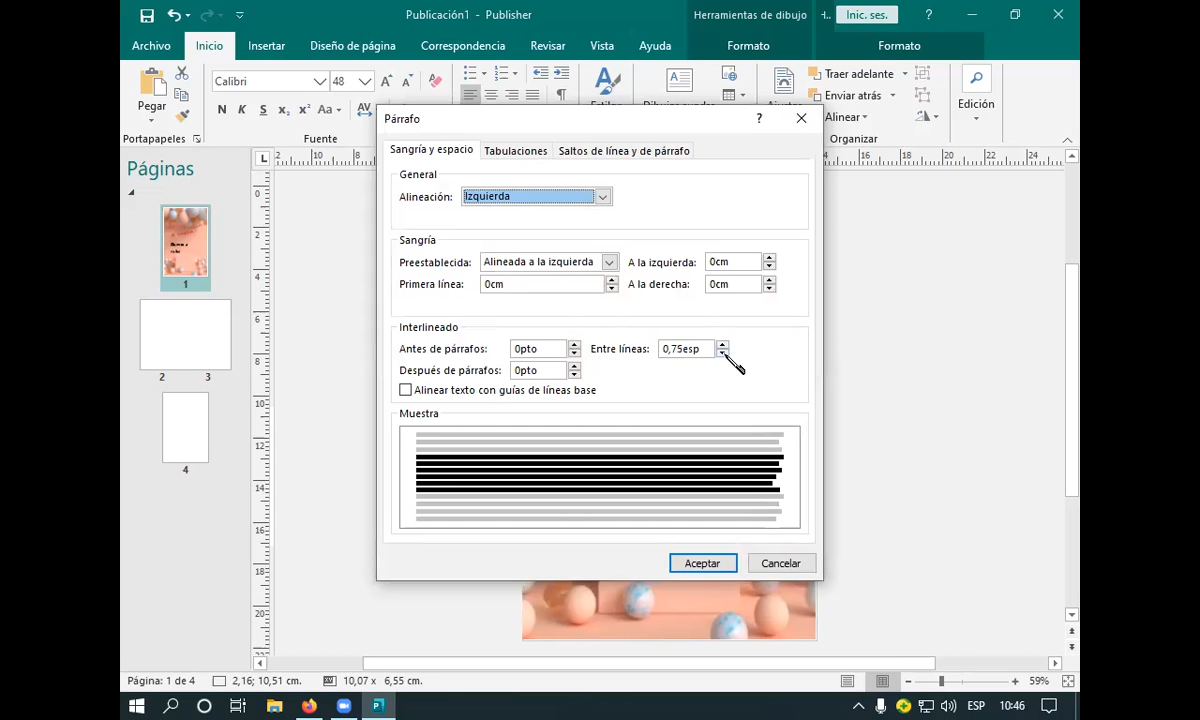 Publicación1 - Publisher
Herramientas de dibujo
H..
Inic. ses.
?
Archivo
Inicio
Insertar
Diseño de página
Correspondencia
Revisar
Vista
Ayuda
Formato
Formato
Pegar
Calibri
48
N K S x₂ x² Aa
AV
Traer adelante
Enviar atrás
Alinear
Edición
Portapapeles
Fuente
Organizar
Páginas
1
2 3
4
Párrafo
?
Sangría y espacio
Tabulaciones
Saltos de línea y de párrafo
General
Alineación: Izquierda
Sangría
Preestablecida: Alineada a la izquierda
A la izquierda: 0cm
Primera línea: 0cm
A la derecha: 0cm
Interlineado
Antes de párrafos: 0pto
Entre líneas: 0,75esp
Después de párrafos: 0pto
Alinear texto con guías de líneas base
Muestra
Aceptar
Cancelar
Página: 1 de 4
2,16; 10,51 cm.
10,07 x 6,55 cm.
59%
ESP
10:46